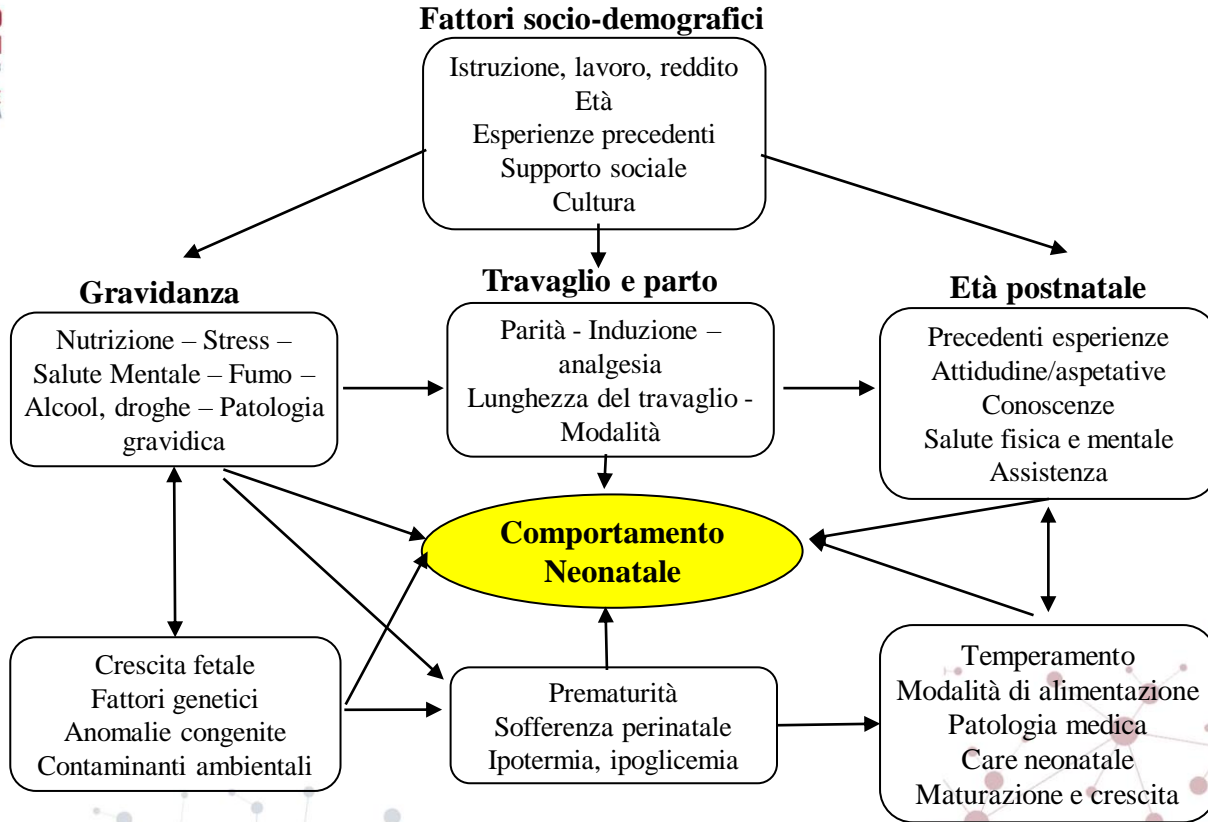 Fattori socio-demografici
Istruzione, lavoro, reddito
Età
Esperienze precedenti
Supporto sociale
Cultura
Gravidanza
Nutrizione – Stress –
Salute Mentale – Fumo –
Alcool, droghe – Patologia
gravidica
Travaglio e parto
Parità - Induzione –
analgesia
Lunghezza del travaglio -
Modalità
Età postnatale
Precedenti esperienze
Attidudine/aspetative
Conoscenze
Salute fisica e mentale
Assistenza
Comportamento
Neonatale
Crescita fetale
Fattori genetici
Anomalie congenite
Contaminanti ambientali
Prematurità
Sofferenza perinatale
Ipotermia, ipoglicemia
Temperamento
Modalità di alimentazione
Patologia medica
Care neonatale
Maturazione e crescita